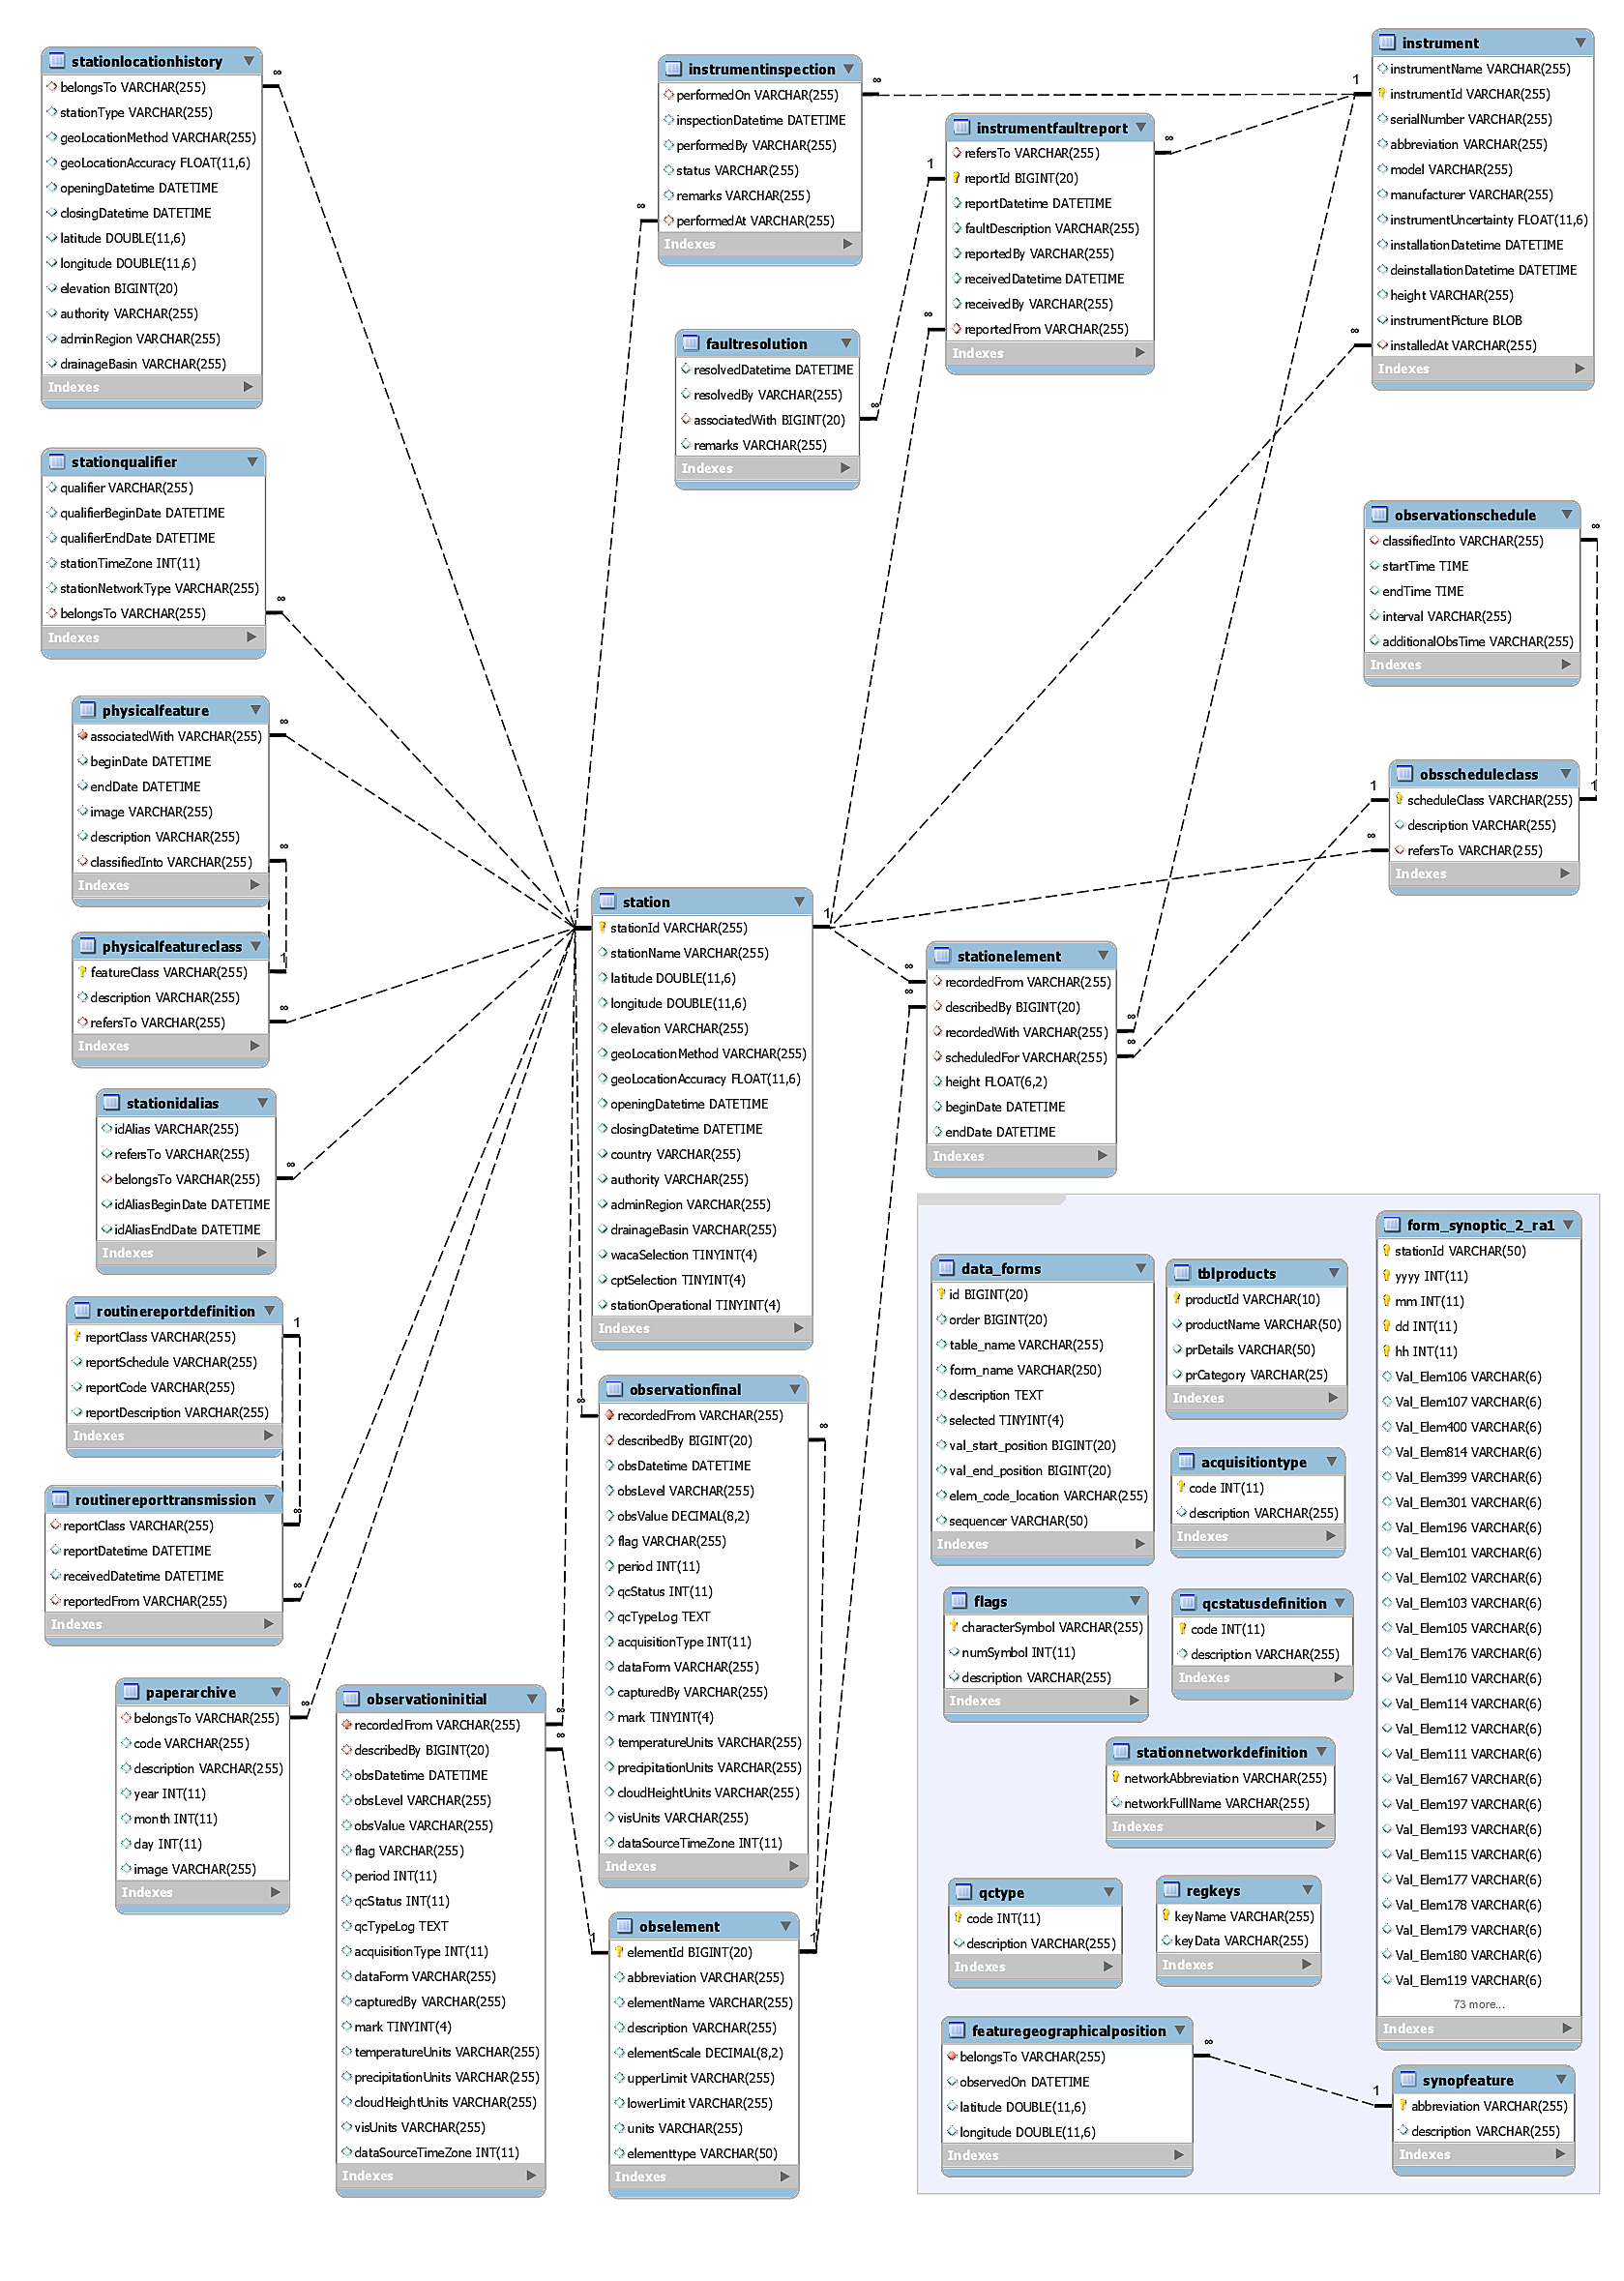 stationlocationhistory
belongsTo VARCHAR(255)
stationType VARCHAR(255)
geoLocationMethod VARCHAR(255)
geoLocationAccuracy FLOAT(11,6)
openingDatetime DATETIME
closingDatetime DATETIME
latitude DOUBLE(11,6)
longitude DOUBLE(11,6)
elevation BIGINT(20)
authority VARCHAR(255)
adminRegion VARCHAR(255)
drainageBasin VARCHAR(255)
Indexes
∞
instrumentinspection
performedOn VARCHAR(255)
inspectionDatetime DATETIME
performedBy VARCHAR(255)
status VARCHAR(255)
remarks VARCHAR(255)
performedAt VARCHAR(255)
Indexes
∞
∞
instrumentfaultreport
refersTo VARCHAR(255)
reportId BIGINT(20)
reportDatetime DATETIME
faultDescription VARCHAR(255)
reportedBy VARCHAR(255)
receivedDatetime DATETIME
receivedBy VARCHAR(255)
reportedFrom VARCHAR(255)
Indexes
∞
1
∞
instrument
instrumentName VARCHAR(255)
instrumentId VARCHAR(255)
serialNumber VARCHAR(255)
abbreviation VARCHAR(255)
model VARCHAR(255)
manufacturer VARCHAR(255)
instrumentUncertainty FLOAT(11,6)
installationDatetime DATETIME
deinstallationDatetime DATETIME
height VARCHAR(255)
instrumentPicture BLOB
installedAt VARCHAR(255)
Indexes
1
∞
faultresolution
resolvedDatetime DATETIME
resolvedBy VARCHAR(255)
associatedWith BIGINT(20)
remarks VARCHAR(255)
Indexes
∞
stationqualifier
qualifier VARCHAR(255)
qualifierBeginDate DATETIME
qualifierEndDate DATETIME
stationTimeZone INT(11)
stationNetworkType VARCHAR(255)
belongsTo VARCHAR(255)
Indexes
∞
observationschedule
classifiedInto VARCHAR(255)
startTime TIME
endTime TIME
interval VARCHAR(255)
additionalObsTime VARCHAR(255)
Indexes
∞
physicalfeature
associatedWith VARCHAR(255)
beginDate DATETIME
endDate DATETIME
image VARCHAR(255)
description VARCHAR(255)
classifiedInto VARCHAR(255)
Indexes
∞
∞
obsscheduleclass
scheduleClass VARCHAR(255)
description VARCHAR(255)
refersTo VARCHAR(255)
Indexes
1
1
∞
physicalfeatureclass
featureClass VARCHAR(255)
description VARCHAR(255)
refersTo VARCHAR(255)
Indexes
1
∞
station
stationId VARCHAR(255)
stationName VARCHAR(255)
latitude DOUBLE(11,6)
longitude DOUBLE(11,6)
elevation VARCHAR(255)
geoLocationMethod VARCHAR(255)
geoLocationAccuracy FLOAT(11,6)
openingDatetime DATETIME
closingDatetime DATETIME
country VARCHAR(255)
authority VARCHAR(255)
adminRegion VARCHAR(255)
drainageBasin VARCHAR(255)
wacaSelection TINYINT(4)
cptSelection TINYINT(4)
stationOperational TINYINT(4)
Indexes
1
stationelement
recordedFrom VARCHAR(255)
describedBy BIGINT(20)
recordedWith VARCHAR(255)
scheduledFor VARCHAR(255)
height FLOAT(6,2)
beginDate DATETIME
endDate DATETIME
Indexes
∞
∞
∞
∞
stationidalias
idAlias VARCHAR(255)
refersTo VARCHAR(255)
belongsTo VARCHAR(255)
idAliasBeginDate DATETIME
idAliasEndDate DATETIME
Indexes
∞
routinereportdefinition
reportClass VARCHAR(255)
reportSchedule VARCHAR(255)
reportCode VARCHAR(255)
reportDescription VARCHAR(255)
Indexes
1
routinereporttransmission
reportClass VARCHAR(255)
reportDatetime DATETIME
receivedDatetime DATETIME
reportedFrom VARCHAR(255)
Indexes
∞
∞
paperarchive
belongsTo VARCHAR(255)
code VARCHAR(255)
description VARCHAR(255)
year INT(11)
month INT(11)
day INT(11)
image VARCHAR(255)
Indexes
∞
observationinitial
recordedFrom VARCHAR(255)
describedBy BIGINT(20)
obsDatetime DATETIME
obsLevel VARCHAR(255)
obsValue VARCHAR(255)
flag VARCHAR(255)
period INT(11)
qcStatus INT(11)
qcTypeLog TEXT
acquisitionType INT(11)
dataForm VARCHAR(255)
capturedBy VARCHAR(255)
mark TINYINT(4)
temperatureUnits VARCHAR(255)
precipitationUnits VARCHAR(255)
cloudHeightUnits VARCHAR(255)
visUnits VARCHAR(255)
dataSourceTimeZone INT(11)
Indexes
∞
∞
observationfinal
recordedFrom VARCHAR(255)
describedBy BIGINT(20)
obsDatetime DATETIME
obsLevel VARCHAR(255)
obsValue DECIMAL(8,2)
flag VARCHAR(255)
period INT(11)
qcStatus INT(11)
qcTypeLog TEXT
acquisitionType INT(11)
dataForm VARCHAR(255)
capturedBy VARCHAR(255)
mark TINYINT(4)
temperatureUnits VARCHAR(255)
precipitationUnits VARCHAR(255)
cloudHeightUnits VARCHAR(255)
visUnits VARCHAR(255)
dataSourceTimeZone INT(11)
Indexes
∞
∞
obselement
elementId BIGINT(20)
abbreviation VARCHAR(255)
elementName VARCHAR(255)
description VARCHAR(255)
elementScale DECIMAL(8,2)
upperLimit VARCHAR(255)
lowerLimit VARCHAR(255)
units VARCHAR(255)
elementtype VARCHAR(50)
Indexes
1
1
data_forms
id BIGINT(20)
order BIGINT(20)
table_name VARCHAR(255)
form_name VARCHAR(250)
description TEXT
selected TINYINT(4)
val_start_position BIGINT(20)
val_end_position BIGINT(20)
elem_code_location VARCHAR(255)
sequencer VARCHAR(50)
Indexes
tblproducts
productId VARCHAR(10)
productName VARCHAR(50)
prDetails VARCHAR(50)
prCategory VARCHAR(25)
Indexes
form_synoptic_2_ra1
stationId VARCHAR(50)
yyyy INT(11)
mm INT(11)
dd INT(11)
hh INT(11)
Val_Elem106 VARCHAR(6)
Val_Elem107 VARCHAR(6)
Val_Elem400 VARCHAR(6)
Val_Elem814 VARCHAR(6)
Val_Elem399 VARCHAR(6)
Val_Elem301 VARCHAR(6)
Val_Elem196 VARCHAR(6)
Val_Elem101 VARCHAR(6)
Val_Elem102 VARCHAR(6)
Val_Elem103 VARCHAR(6)
Val_Elem105 VARCHAR(6)
Val_Elem176 VARCHAR(6)
Val_Elem110 VARCHAR(6)
Val_Elem114 VARCHAR(6)
Val_Elem112 VARCHAR(6)
Val_Elem111 VARCHAR(6)
Val_Elem167 VARCHAR(6)
Val_Elem197 VARCHAR(6)
Val_Elem193 VARCHAR(6)
Val_Elem115 VARCHAR(6)
Val_Elem177 VARCHAR(6)
Val_Elem178 VARCHAR(6)
Val_Elem179 VARCHAR(6)
Val_Elem180 VARCHAR(6)
Val_Elem119 VARCHAR(6)
73 more...
Indexes
acquisitiontype
code INT(11)
description VARCHAR(255)
Indexes
flags
characterSymbol VARCHAR(255)
numSymbol INT(11)
description VARCHAR(255)
Indexes
qcstatusdefinition
code INT(11)
description VARCHAR(255)
Indexes
stationnetworkdefinition
networkAbbreviation VARCHAR(255)
networkFullName VARCHAR(255)
Indexes
qctype
code INT(11)
description VARCHAR(255)
Indexes
regkeys
keyName VARCHAR(255)
keyData VARCHAR(255)
Indexes
featuregeographicalposition
belongsTo VARCHAR(255)
observedOn DATETIME
latitude DOUBLE(11,6)
longitude DOUBLE(11,6)
Indexes
∞
synopfeature
abbreviation VARCHAR(255)
description VARCHAR(255)
Indexes
1